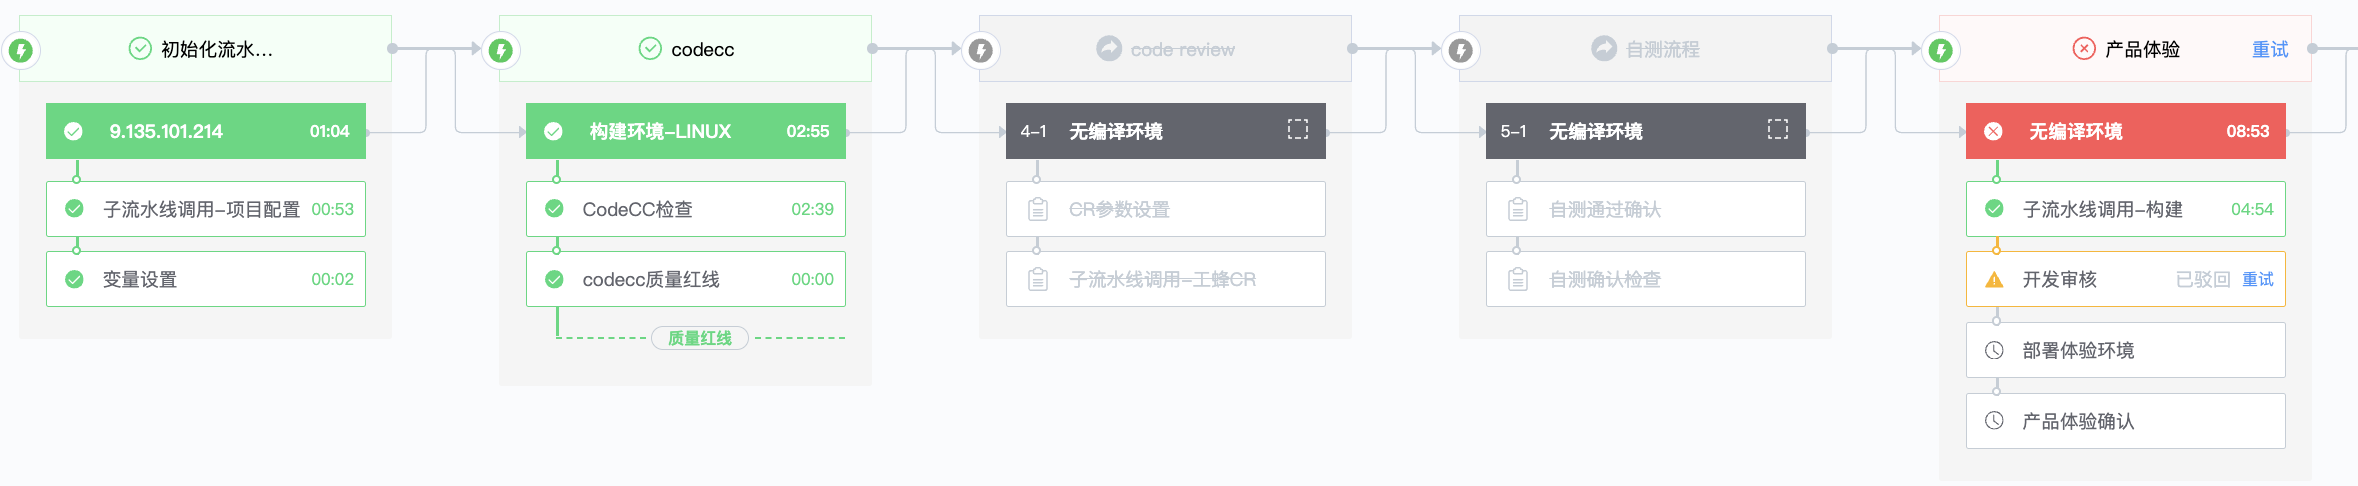 初始化流水...
9.135.101.214 01:04
子流水线调用-项目配置 00:53
变量设置 00:02
codecc
构建环境-LINUX 02:55
CodeCC检查 02:39
codecc质量红线 00:00
质量红线
code review
4-1 无编译环境
CR参数设置
子流水线调用-工蜂CR
自测流程
5-1 无编译环境
自测通过确认
自测确认检查
产品体验 重试
无编译环境 08:53
子流水线调用-构建 04:54
开发审核 已驳回 重试
部署体验环境
产品体验确认